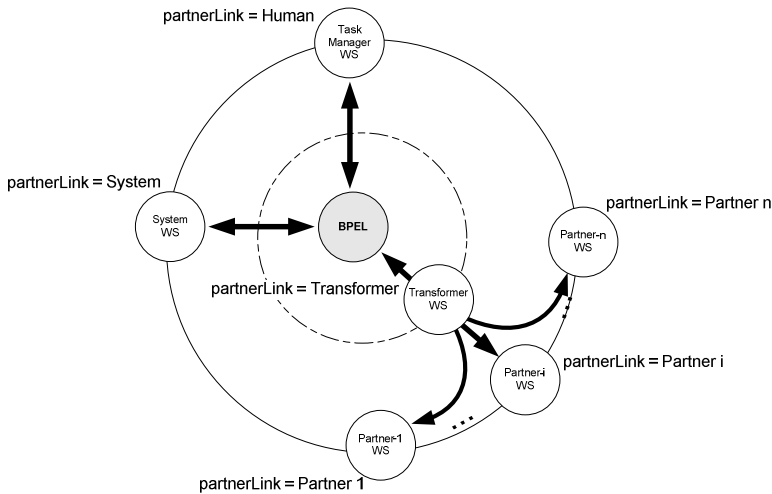 partnerLink = Human
Task
Manager
WS
partnerLink = System
System
WS
BPEL
partnerLink = Partner n
Partner-n
WS
partnerLink = Transformer
Transformer
WS
partnerLink = Partner i
Partner-i
WS
Partner-1
WS
partnerLink = Partner 1